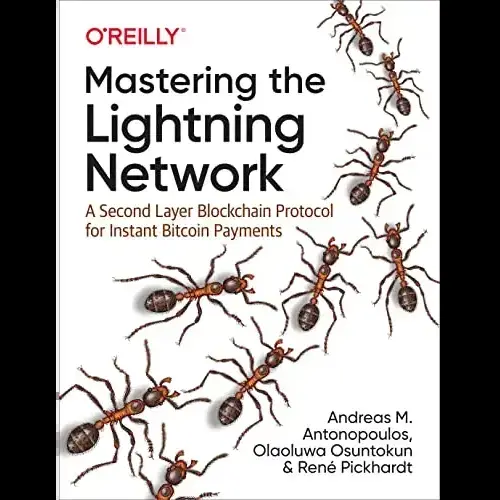 O'REILLY®
Mastering the
Lightning
Network
A Second Layer Blockchain Protocol
for Instant Bitcoin Payments
Andreas M.
Antonopoulos,
Olaoluwa Osuntokun
& René Pickhardt